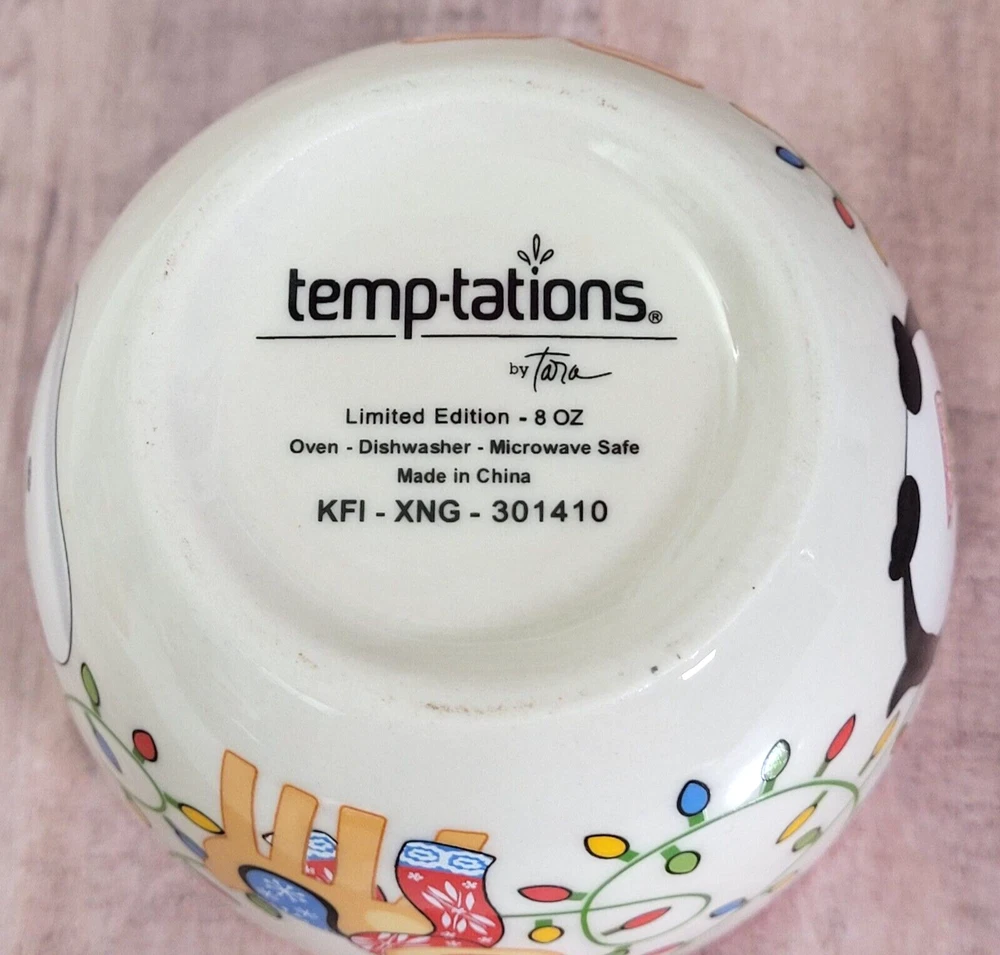 temp-tations®
by Tara
Limited Edition - 8 OZ
Oven - Dishwasher - Microwave Safe
Made in China
KFI - XNG - 301410